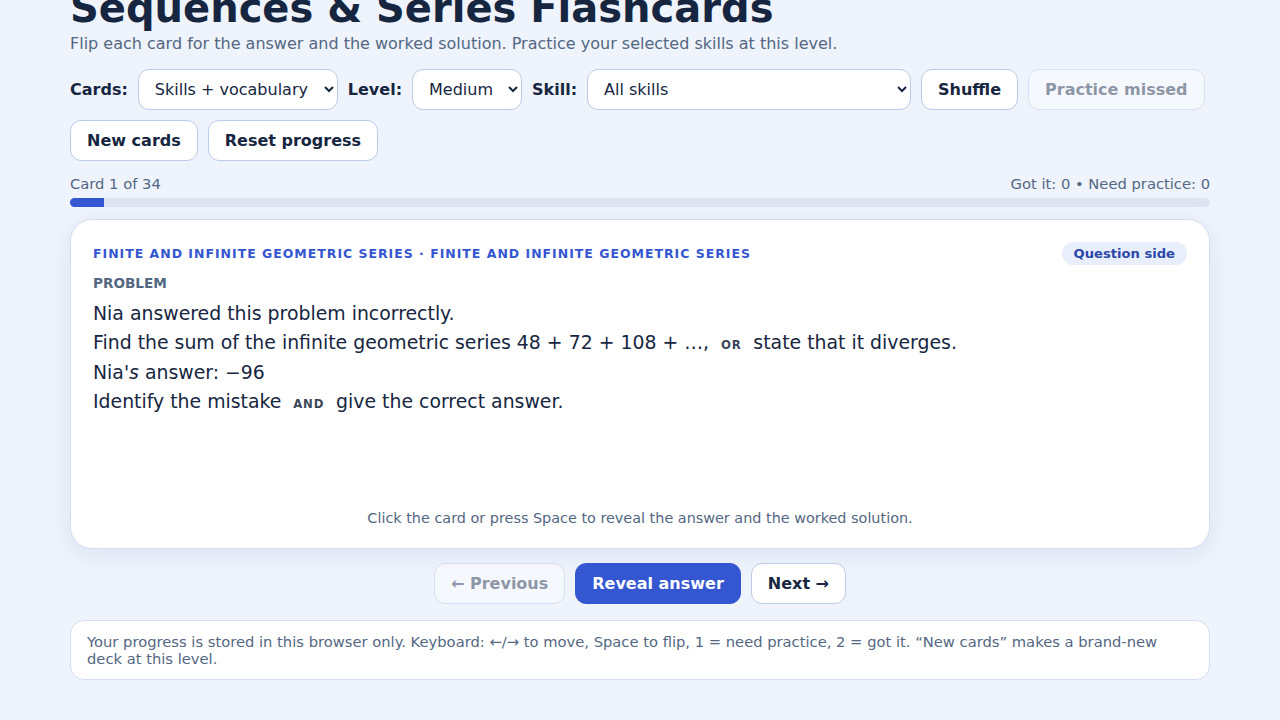 Sequences & Series Flashcards
Flip each card for the answer and the worked solution. Practice your selected skills at this level.
Cards: Skills + vocabulary Level: Medium Skill: All skills Shuffle Practice missed
New cards Reset progress
Card 1 of 34 Got it: 0 • Need practice: 0
FINITE AND INFINITE GEOMETRIC SERIES · FINITE AND INFINITE GEOMETRIC SERIES Question side
PROBLEM
Nia answered this problem incorrectly.
Find the sum of the infinite geometric series 48 + 72 + 108 + …, OR state that it diverges.
Nia's answer: −96
Identify the mistake AND give the correct answer.
Click the card or press Space to reveal the answer and the worked solution.
← Previous Reveal answer Next →
Your progress is stored in this browser only. Keyboard: ←/→ to move, Space to flip, 1 = need practice, 2 = got it. “New cards” makes a brand-new
deck at this level.